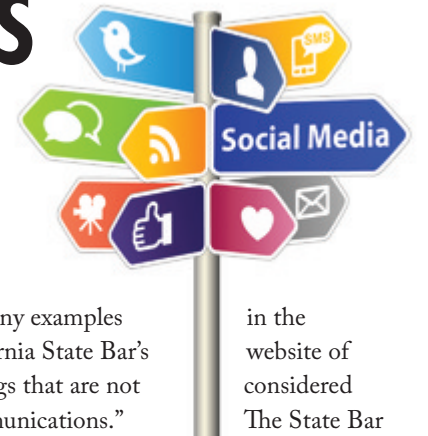 S
SMS
Social Media
ny examples
rnia State Bar's
gs that are not
munications."
in the
website of
considered
The State Bar